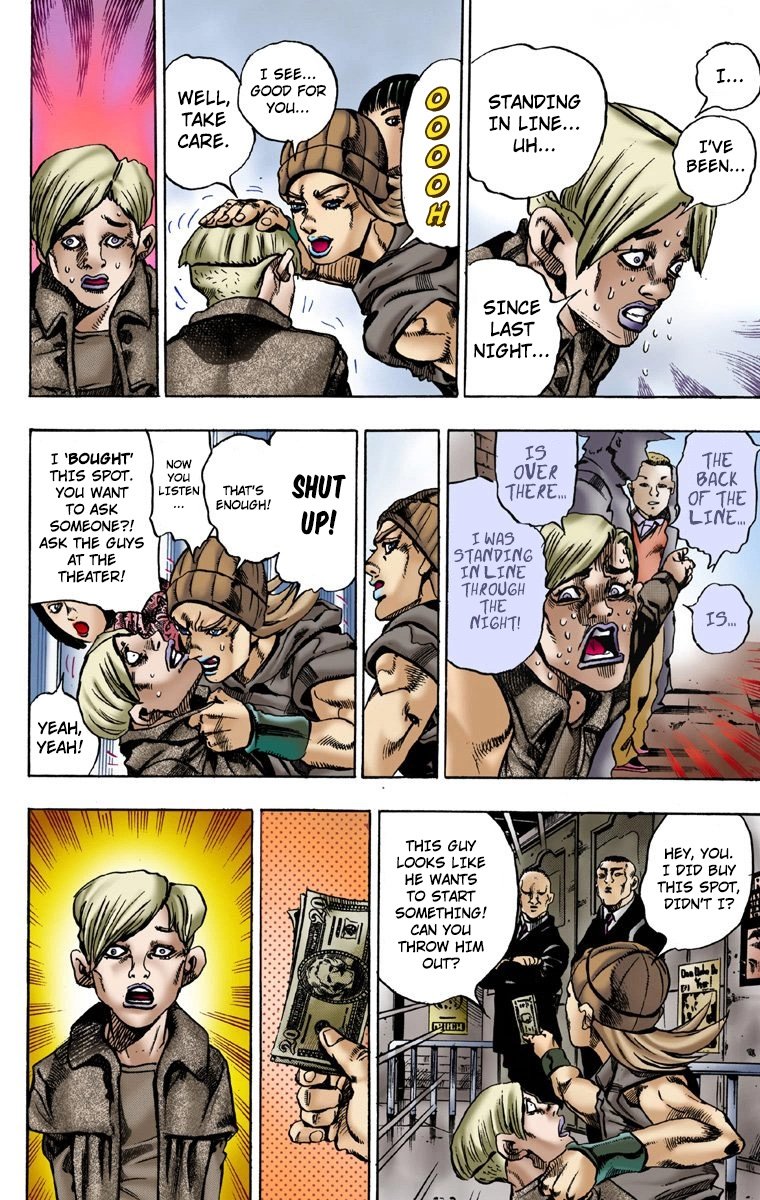 I...
I'VE
BEEN...
STANDING
IN LINE...
UH...
SINCE
LAST
NIGHT...
OOOOH
I SEE...
GOOD FOR
YOU...
WELL,
TAKE
CARE.
THE
BACK
OF THE
LINE...
IS...
IS
OVER
THERE...
I WAS
STANDING
IN LINE
THROUGH
THE
NIGHT!
SHUT
UP!
THAT'S
ENOUGH!
NOW
YOU
LISTEN
...
I 'BOUGHT'
THIS SPOT.
YOU WANT
TO ASK
SOMEONE?!
ASK THE GUYS
AT THE
THEATER!
YEAH,
YEAH!
HEY, YOU.
I DID BUY
THIS SPOT,
DIDN'T I?
THIS GUY
LOOKS LIKE
HE WANTS
TO START
SOMETHING!
CAN YOU
THROW HIM
OUT?
20
20